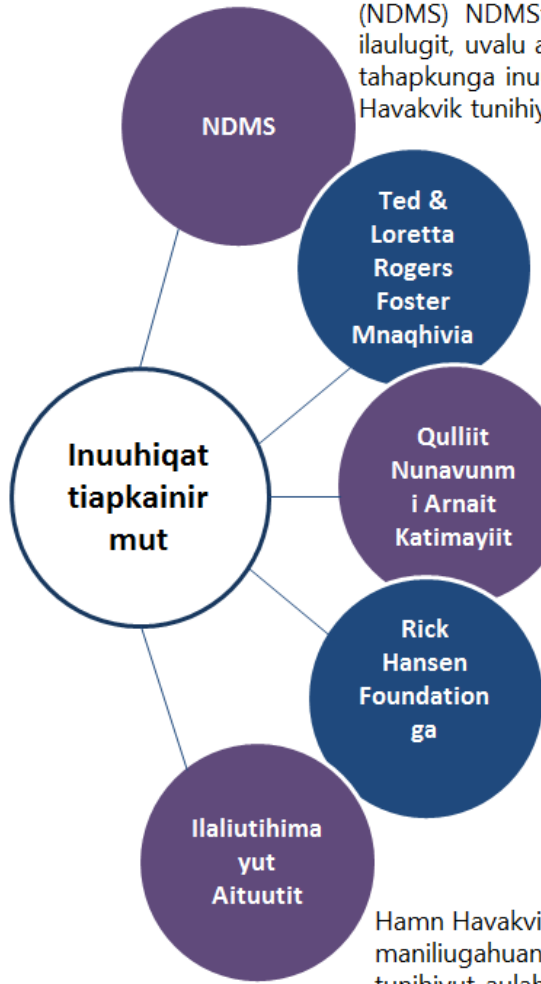 (NDMS) NDMS
ilaulugit, uvalu a
tahapkunga inu
Havakvik tunihiy
NDMS
Ted &
Loretta
Rogers
Foster
Mnaqhivia
Inuuhiqat
tiapkainir
mut
Qulliit
Nunavunm
i Arnait
Katimayiit
Rick
Hansen
Foundation
ga
Ilaliutihima
yut
Aituutit
Hamn Havakvi
maniliugahuan